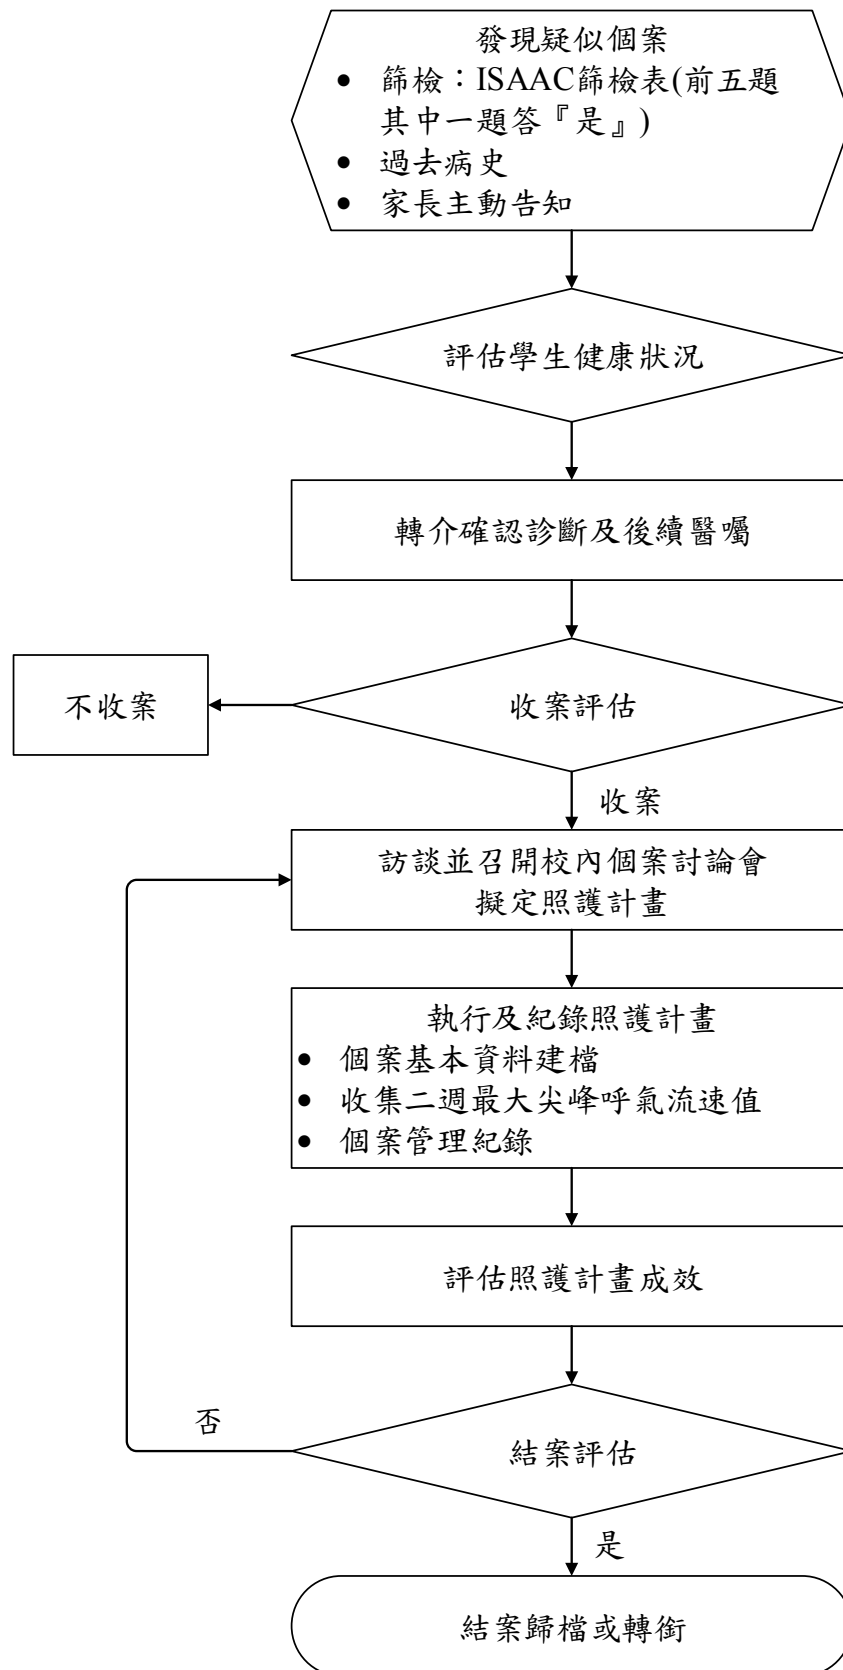 發現疑似個案
● 篩檢：ISAAC篩檢表(前五題
其中一題答『是』)
● 過去病史
● 家長主動告知
評估學生健康狀況
轉介確認診斷及後續醫囑
不收案
收案評估
收案
訪談並召開校內個案討論會
擬定照護計畫
執行及紀錄照護計畫
● 個案基本資料建檔
● 收集二週最大尖峰呼氣流速值
● 個案管理紀錄
評估照護計畫成效
否
結案評估
是
結案歸檔或轉銜